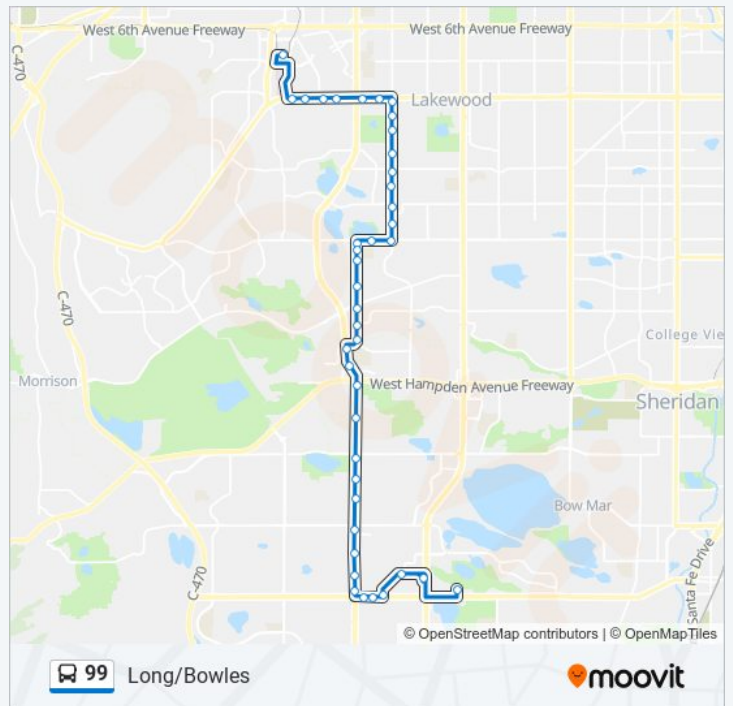 West 6th Avenue Freeway
West 6th Avenue Freeway
C-470
Lakewood
C-470
College Vie
Morrison
West Hampden Avenue Freeway
Sheridan
Bow Mar
C-470
Santa Fe Drive
© OpenStreetMap contributors | © OpenMapTiles
99 Long/Bowles
moovit